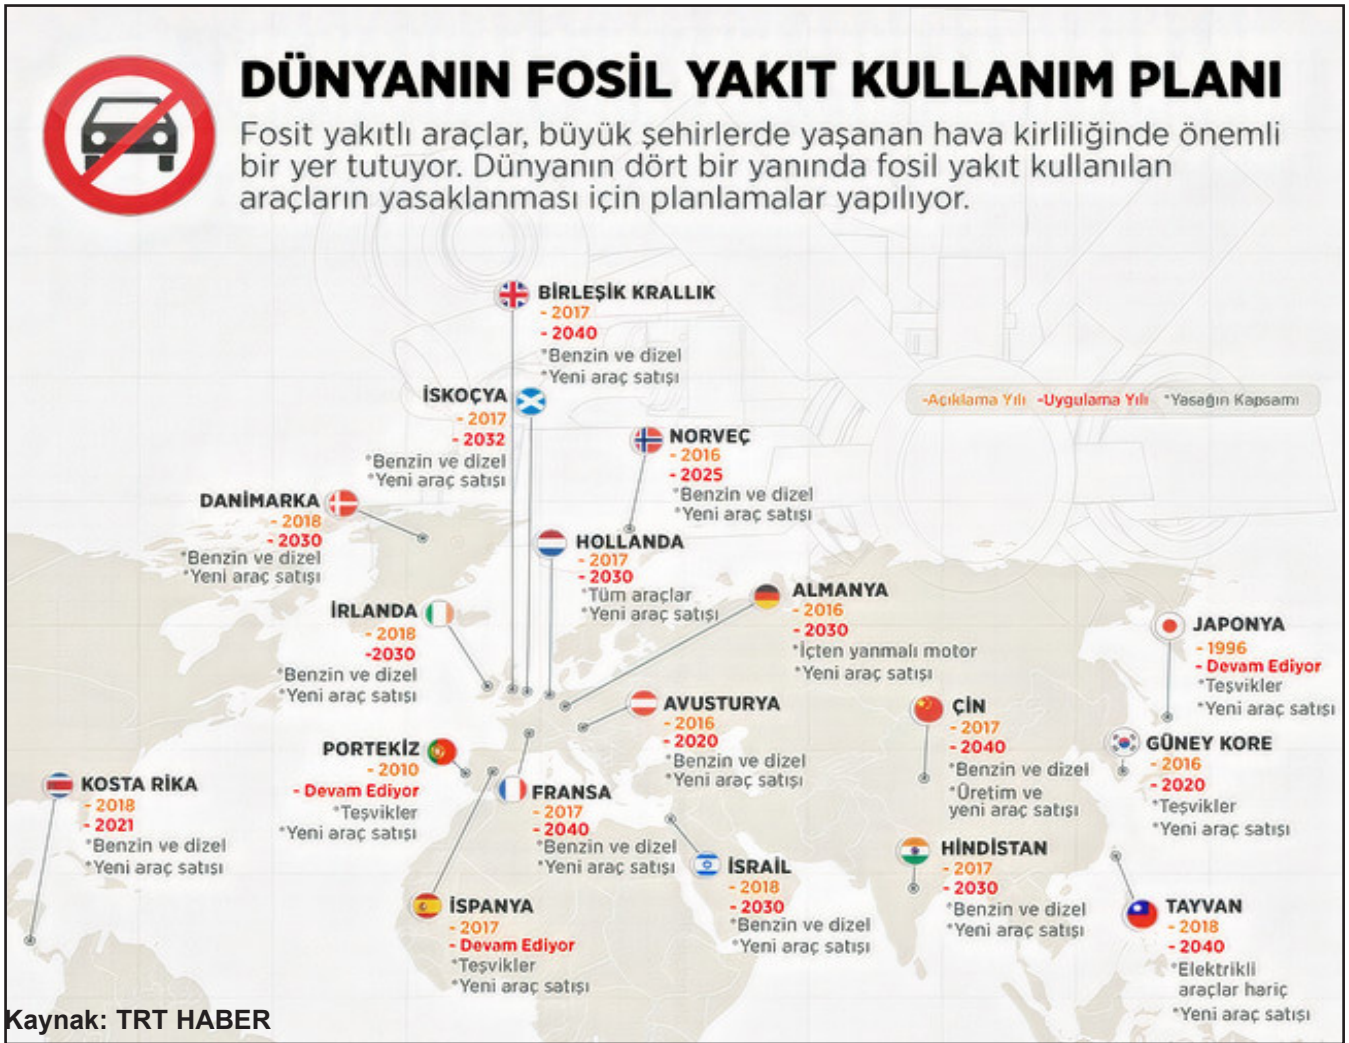 DÜNYANIN FOSİL YAKIT KULLANIM PLANI
Fosit yakıtlı araçlar, büyük şehirlerde yaşanan hava kirliliğinde önemli
bir yer tutuyor. Dünyanın dört bir yanında fosil yakıt kullanılan
araçların yasaklanması için planlamalar yapılıyor.
BİRLEŞİK KRALLIK
- 2017
- 2040
*Benzin ve dizel
*Yeni araç satışı
-Açıklama Yılı -Uygulama Yılı *Yasağın Kapsamı
İSKOÇYA
- 2017
- 2032
*Benzin ve dizel
*Yeni araç satışı
NORVEÇ
- 2016
- 2025
*Benzin ve dizel
*Yeni araç satışı
DANİMARKA
- 2018
- 2030
*Benzin ve dizel
*Yeni araç satışı
HOLLANDA
- 2017
- 2030
*Tüm araçlar
*Yeni araç satışı
ALMANYA
- 2016
- 2030
*İçten yanmalı motor
*Yeni araç satışı
İRLANDA
- 2018
-2030
*Benzin ve dizel
*Yeni araç satışı
JAPONYA
- 1996
- Devam Ediyor
*Teşvikler
*Yeni araç satışı
AVUSTURYA
- 2016
- 2020
*Benzin ve dizel
*Yeni araç satışı
ÇİN
- 2017
- 2040
*Benzin ve dizel
*Üretim ve
yeni araç satışı
GÜNEY KORE
- 2016
- 2020
*Teşvikler
*Yeni araç satışı
PORTEKİZ
- 2010
- Devam Ediyor
*Teşvikler
*Yeni araç satışı
KOSTA RİKA
- 2018
- 2021
*Benzin ve dizel
*Yeni araç satışı
FRANSA
- 2017
- 2040
*Benzin ve dizel
*Yeni araç satışı
İSRAİL
- 2018
- 2030
*Benzin ve dizel
*Yeni araç satışı
HİNDİSTAN
- 2017
- 2030
*Benzin ve dizel
*Yeni araç satışı
İSPANYA
- 2017
- Devam Ediyor
*Teşvikler
*Yeni araç satışı
TAYVAN
- 2018
- 2040
*Elektrikli
araçlar hariç
*Yeni araç satışı
Kaynak: TRT HABER